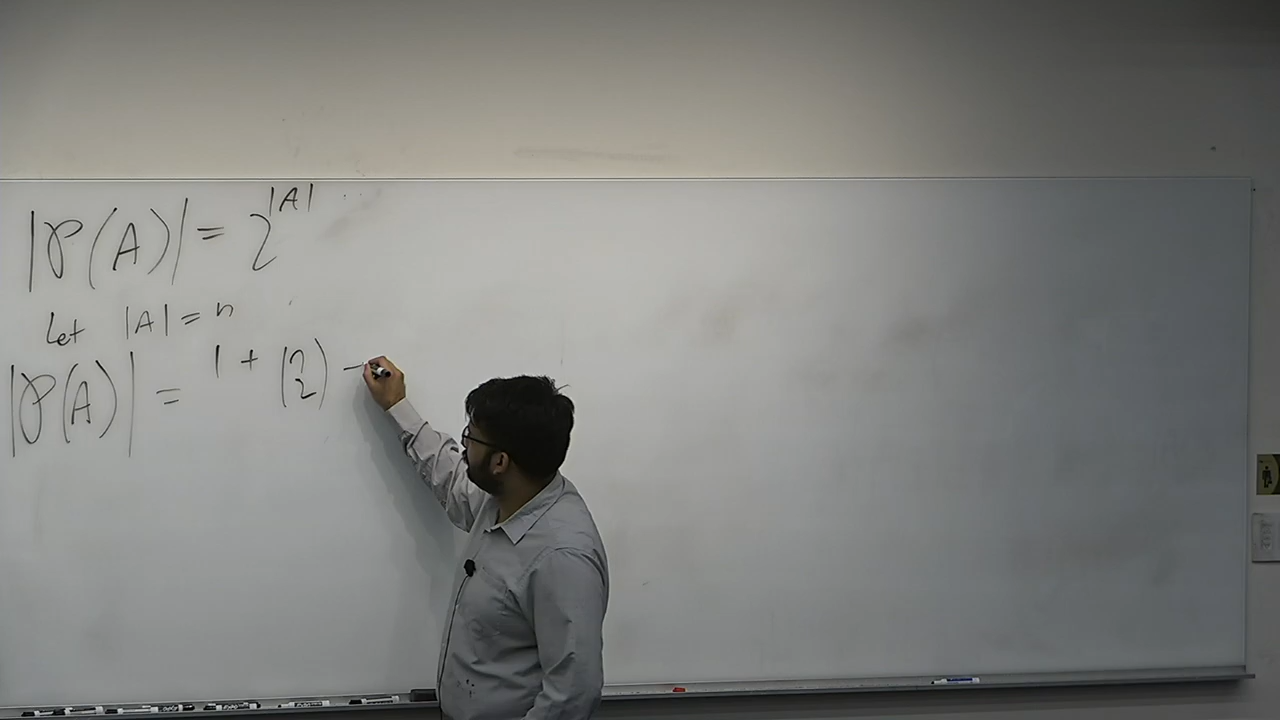 |𝒫(A)| = 2^|A|
Let |A| = n
|𝒫(A)| = 1 + (n 2) -